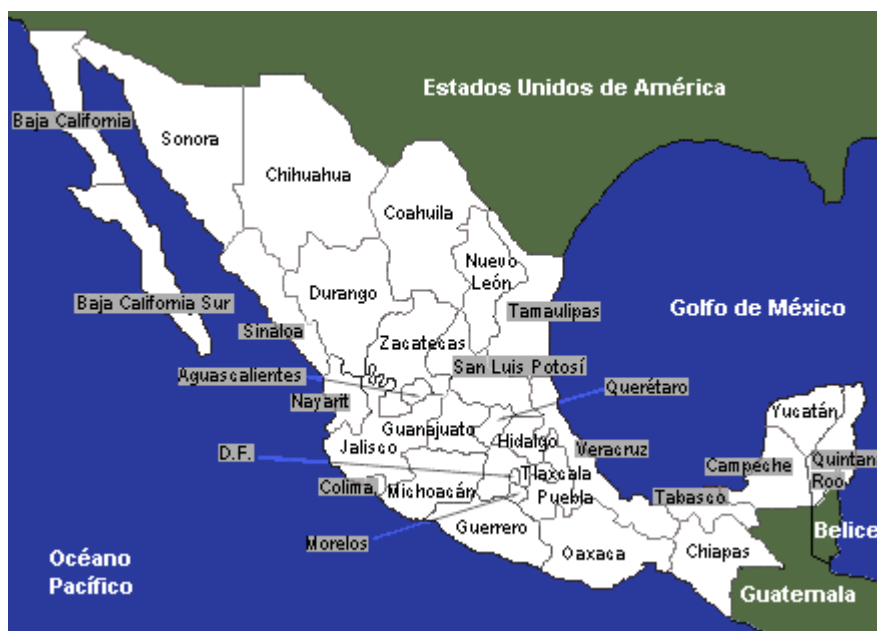 Estados Unidos de América
Baja California
Sonora
Chihuahua
Coahuila
Nuevo
León
Baja California Sur
Durango
Tamaulipas
Golfo de México
Sinaloa
Zacatecas
San Luis Potosí
Aguascalientes
Querétaro
Nayarit
Yucatán
Guanajuato
Jalisco
Hidalgo
Veracruz
D.F.
Campeche
Quintan
Roo
Tlaxcala
Colima
Michoacán
Puebla
Tabasco
Guerrero
Belice
Morelos
Oaxaca
Chiapas
Océano
Pacífico
Guatemala